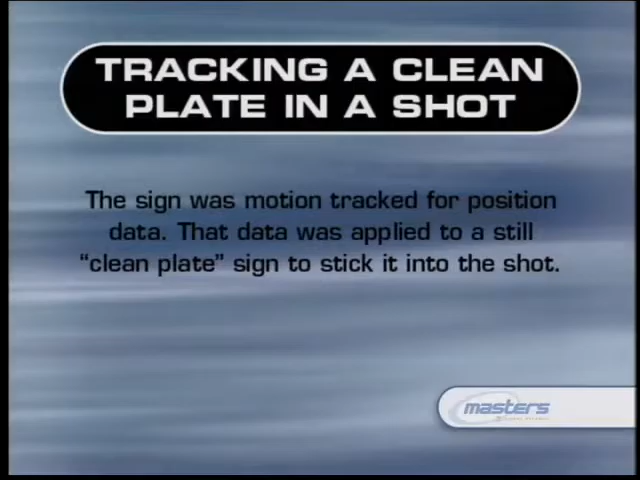 TRACKING A CLEAN
PLATE IN A SHOT
The sign was motion tracked for position
data. That data was applied to a still
“clean plate” sign to stick it into the shot.
masters